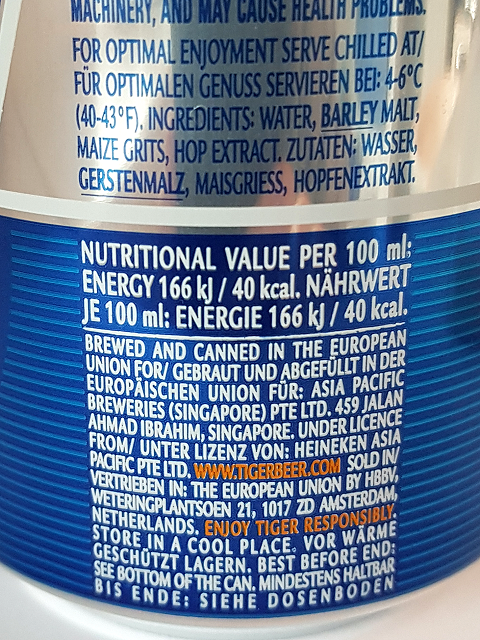 MACHINERY, AND MAY CAUSE HEALTH PROBLEMS.
FOR OPTIMAL ENJOYMENT SERVE CHILLED AT/
FÜR OPTIMALEN GENUSS SERVIEREN BEI: 4-6°C
(40-43°F). INGREDIENTS: WATER, BARLEY MALT,
MAIZE GRITS, HOP EXTRACT. ZUTATEN: WASSER,
GERSTENMALZ, MAISGRIESS, HOPFENEXTRAKT.
NUTRITIONAL VALUE PER 100 ml:
ENERGY 166 kJ / 40 kcal. NÄHRWERT
JE 100 ml: ENERGIE 166 kJ / 40 kcal.
BREWED AND CANNED IN THE EUROPEAN
UNION FOR/ GEBRAUT UND ABGEFÜLLT IN DER
EUROPÄISCHEN UNION FÜR: ASIA PACIFIC
BREWERIES (SINGAPORE) PTE LTD. 459 JALAN
AHMAD IBRAHIM, SINGAPORE. UNDER LICENCE
FROM/ UNTER LIZENZ VON: HEINEKEN ASIA
PACIFIC PTE LTD. WWW.TIGERBEER.COM SOLD IN/
VERTRIEBEN IN: THE EUROPEAN UNION BY HBBV,
WETERINGPLANTSOEN 21, 1017 ZD AMSTERDAM,
NETHERLANDS. ENJOY TIGER RESPONSIBLY.
STORE IN A COOL PLACE. VOR WÄRME
GESCHÜTZT LAGERN. BEST BEFORE END:
SEE BOTTOM OF THE CAN. MINDESTENS HALTBAR
BIS ENDE: SIEHE DOSENBODEN